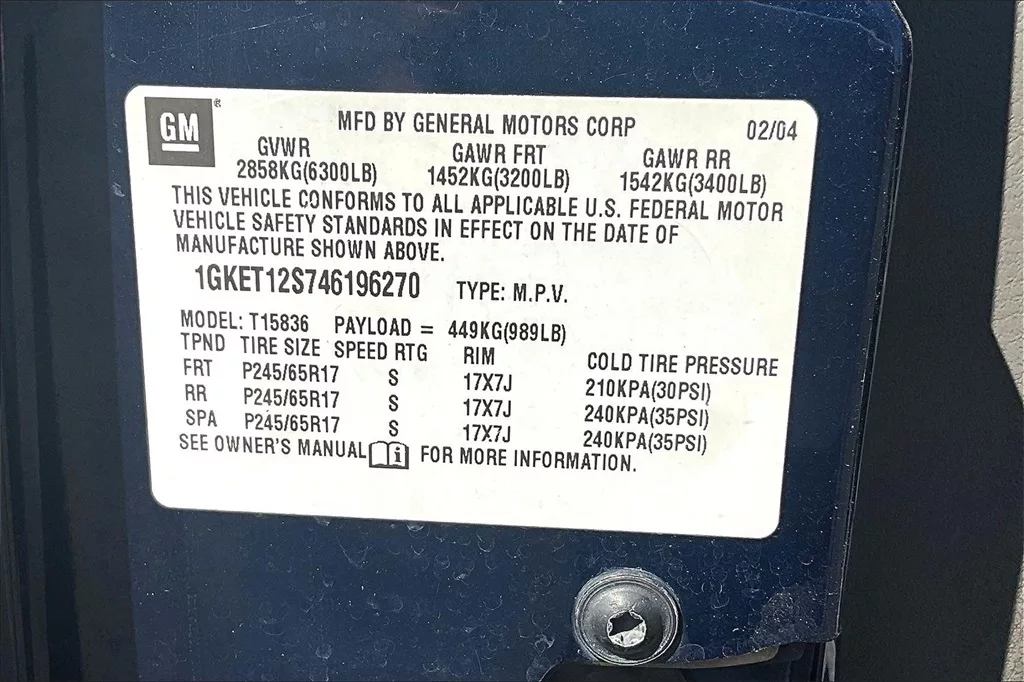 GM®
MFD BY GENERAL MOTORS CORP 02/04
GVWR GAWR FRT GAWR RR
2858KG(6300LB) 1452KG(3200LB) 1542KG(3400LB)
THIS VEHICLE CONFORMS TO ALL APPLICABLE U.S. FEDERAL MOTOR
VEHICLE SAFETY STANDARDS IN EFFECT ON THE DATE OF
MANUFACTURE SHOWN ABOVE.
1GKET12S746196270 TYPE: M.P.V.
MODEL: T15836 PAYLOAD = 449KG(989LB)
TPND TIRE SIZE SPEED RTG RIM COLD TIRE PRESSURE
FRT P245/65R17 S 17X7J 210KPA(30PSI)
RR P245/65R17 S 17X7J 240KPA(35PSI)
SPA P245/65R17 S 17X7J 240KPA(35PSI)
SEE OWNER'S MANUAL i FOR MORE INFORMATION.